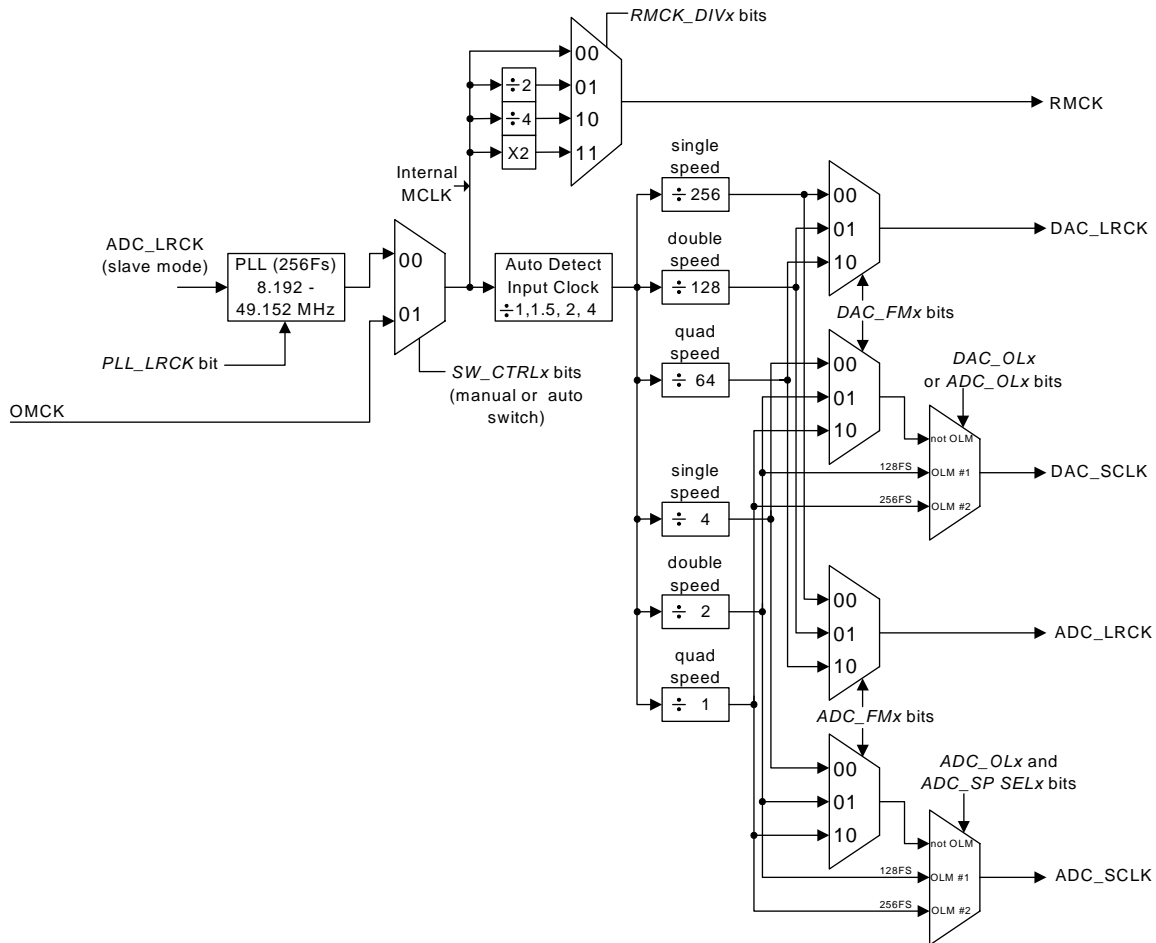 RMCK_DIVx bits
00
÷2
01
÷4
10
X2
11
RMCK
Internal
MCLK
ADC_LRCK
(slave mode)
PLL (256Fs)
8.192 -
49.152 MHz
PLL_LRCK bit
OMCK
00
01
SW_CTRLx bits
(manual or auto
switch)
Auto Detect
Input Clock
÷1,1.5, 2, 4
single
speed
÷ 256
double
speed
÷ 128
quad
speed
÷ 64
single
speed
÷ 4
double
speed
÷ 2
quad
speed
÷ 1
00
01
10
DAC_LRCK
DAC_FMx bits
00
01
10
DAC_OLx
or ADC_OLx bits
not OLM
128FS
OLM #1
256FS
OLM #2
DAC_SCLK
00
01
10
ADC_LRCK
ADC_FMx bits
00
01
10
ADC_OLx and
ADC_SP SELx bits
not OLM
128FS
OLM #1
256FS
OLM #2
ADC_SCLK